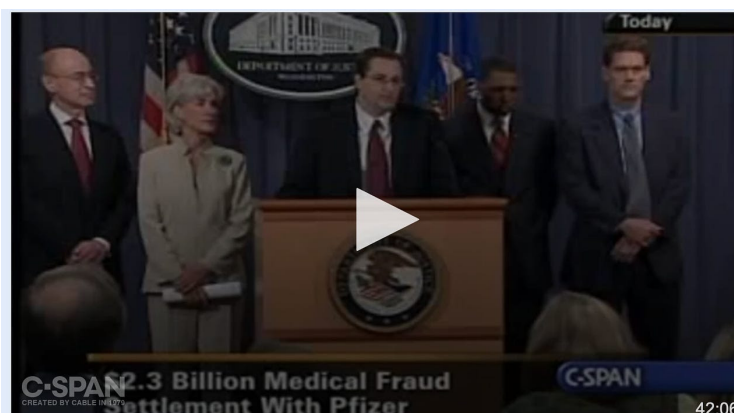 Today
DEPARTMENT OF JUSTICE
WASHINGTON
$2.3 Billion Medical Fraud
Settlement With Pfizer
C-SPAN
C-SPAN
CREATED BY CABLE IN 1979
42:06